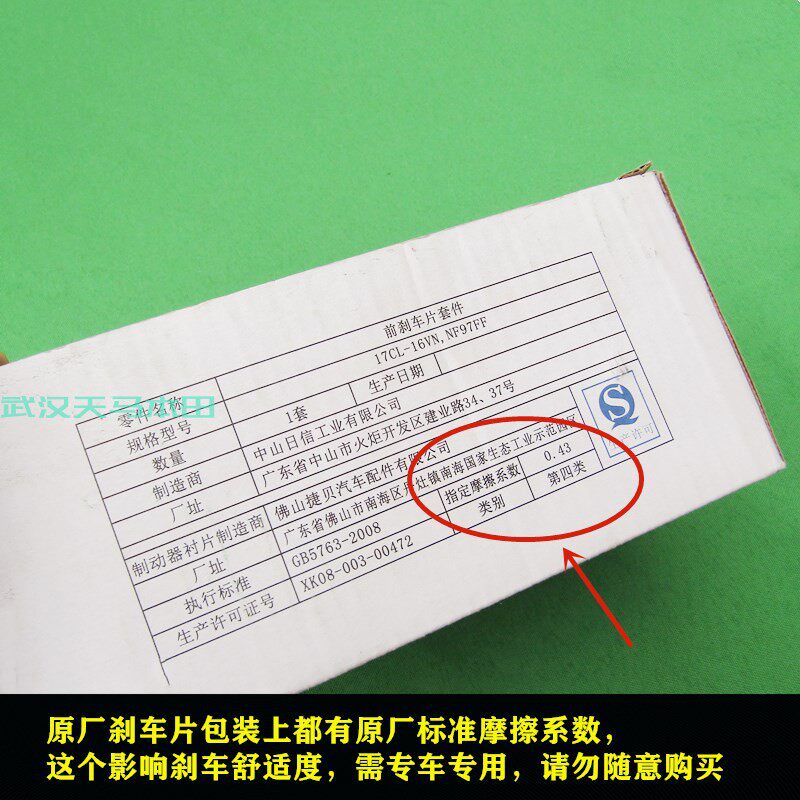 零件名称 前刹车片套件
规格型号 17CL-16VN,NF97FF
数量 1套 生产日期
制造商 中山日信工业有限公司
厂址 广东省中山市火炬开发区建业路34、37号
制动器衬片制造商 佛山捷贝汽车配件有限公司
厂址 广东省佛山市南海区丹灶镇南海国家生态工业示范园区
执行标准 GB5763-2008 指定摩擦系数 0.43
生产许可证号 XK08-003-00472 类别 第四类
生产许可
武汉天马本田
原厂刹车片包装上都有原厂标准摩擦系数，
这个影响刹车舒适度，需专车专用，请勿随意购买